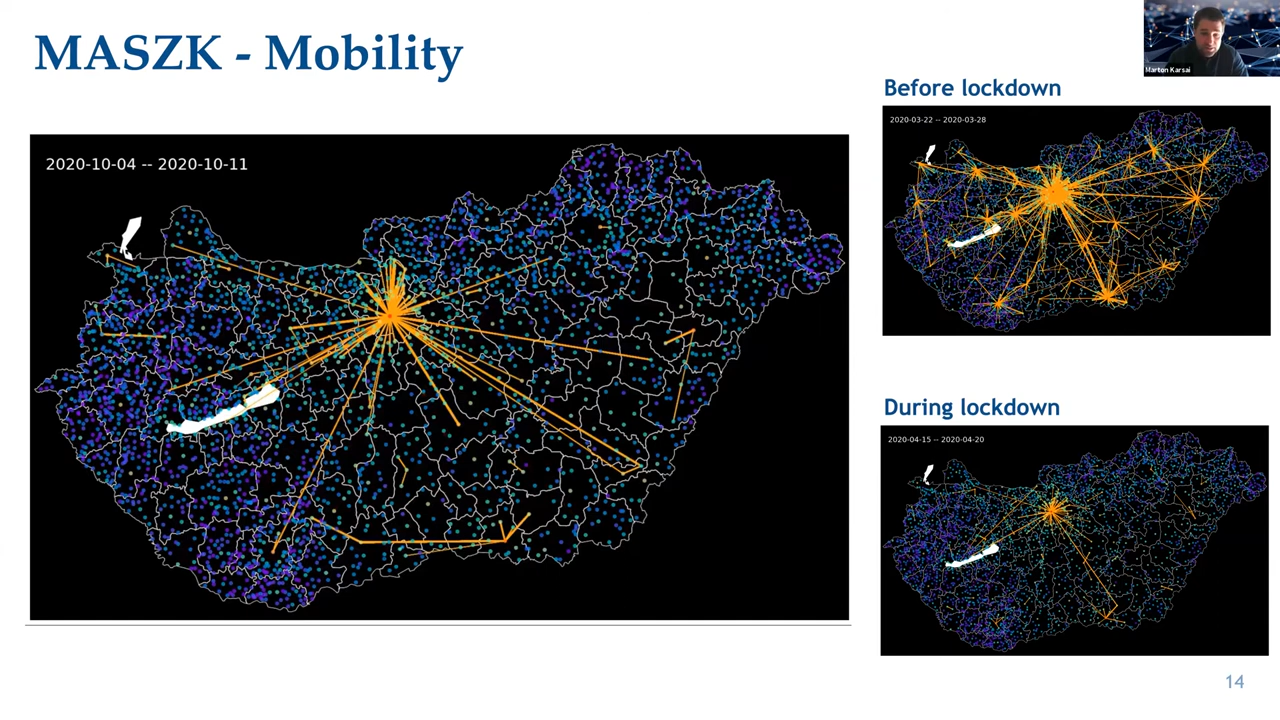 MASZK - Mobility
Marton Karsai
2020-10-04 -- 2020-10-11
Before lockdown
2020-03-22 -- 2020-03-28
During lockdown
2020-04-15 -- 2020-04-20
14